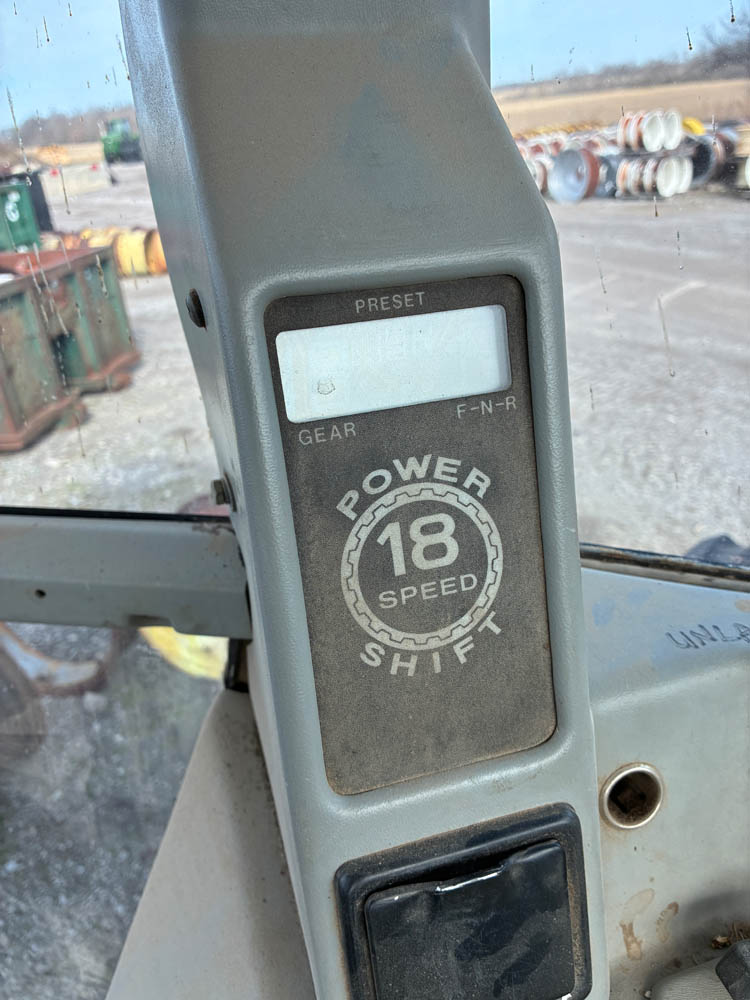 PRESET
GEAR
F-N-R
POWER
18
SPEED
SHIFT